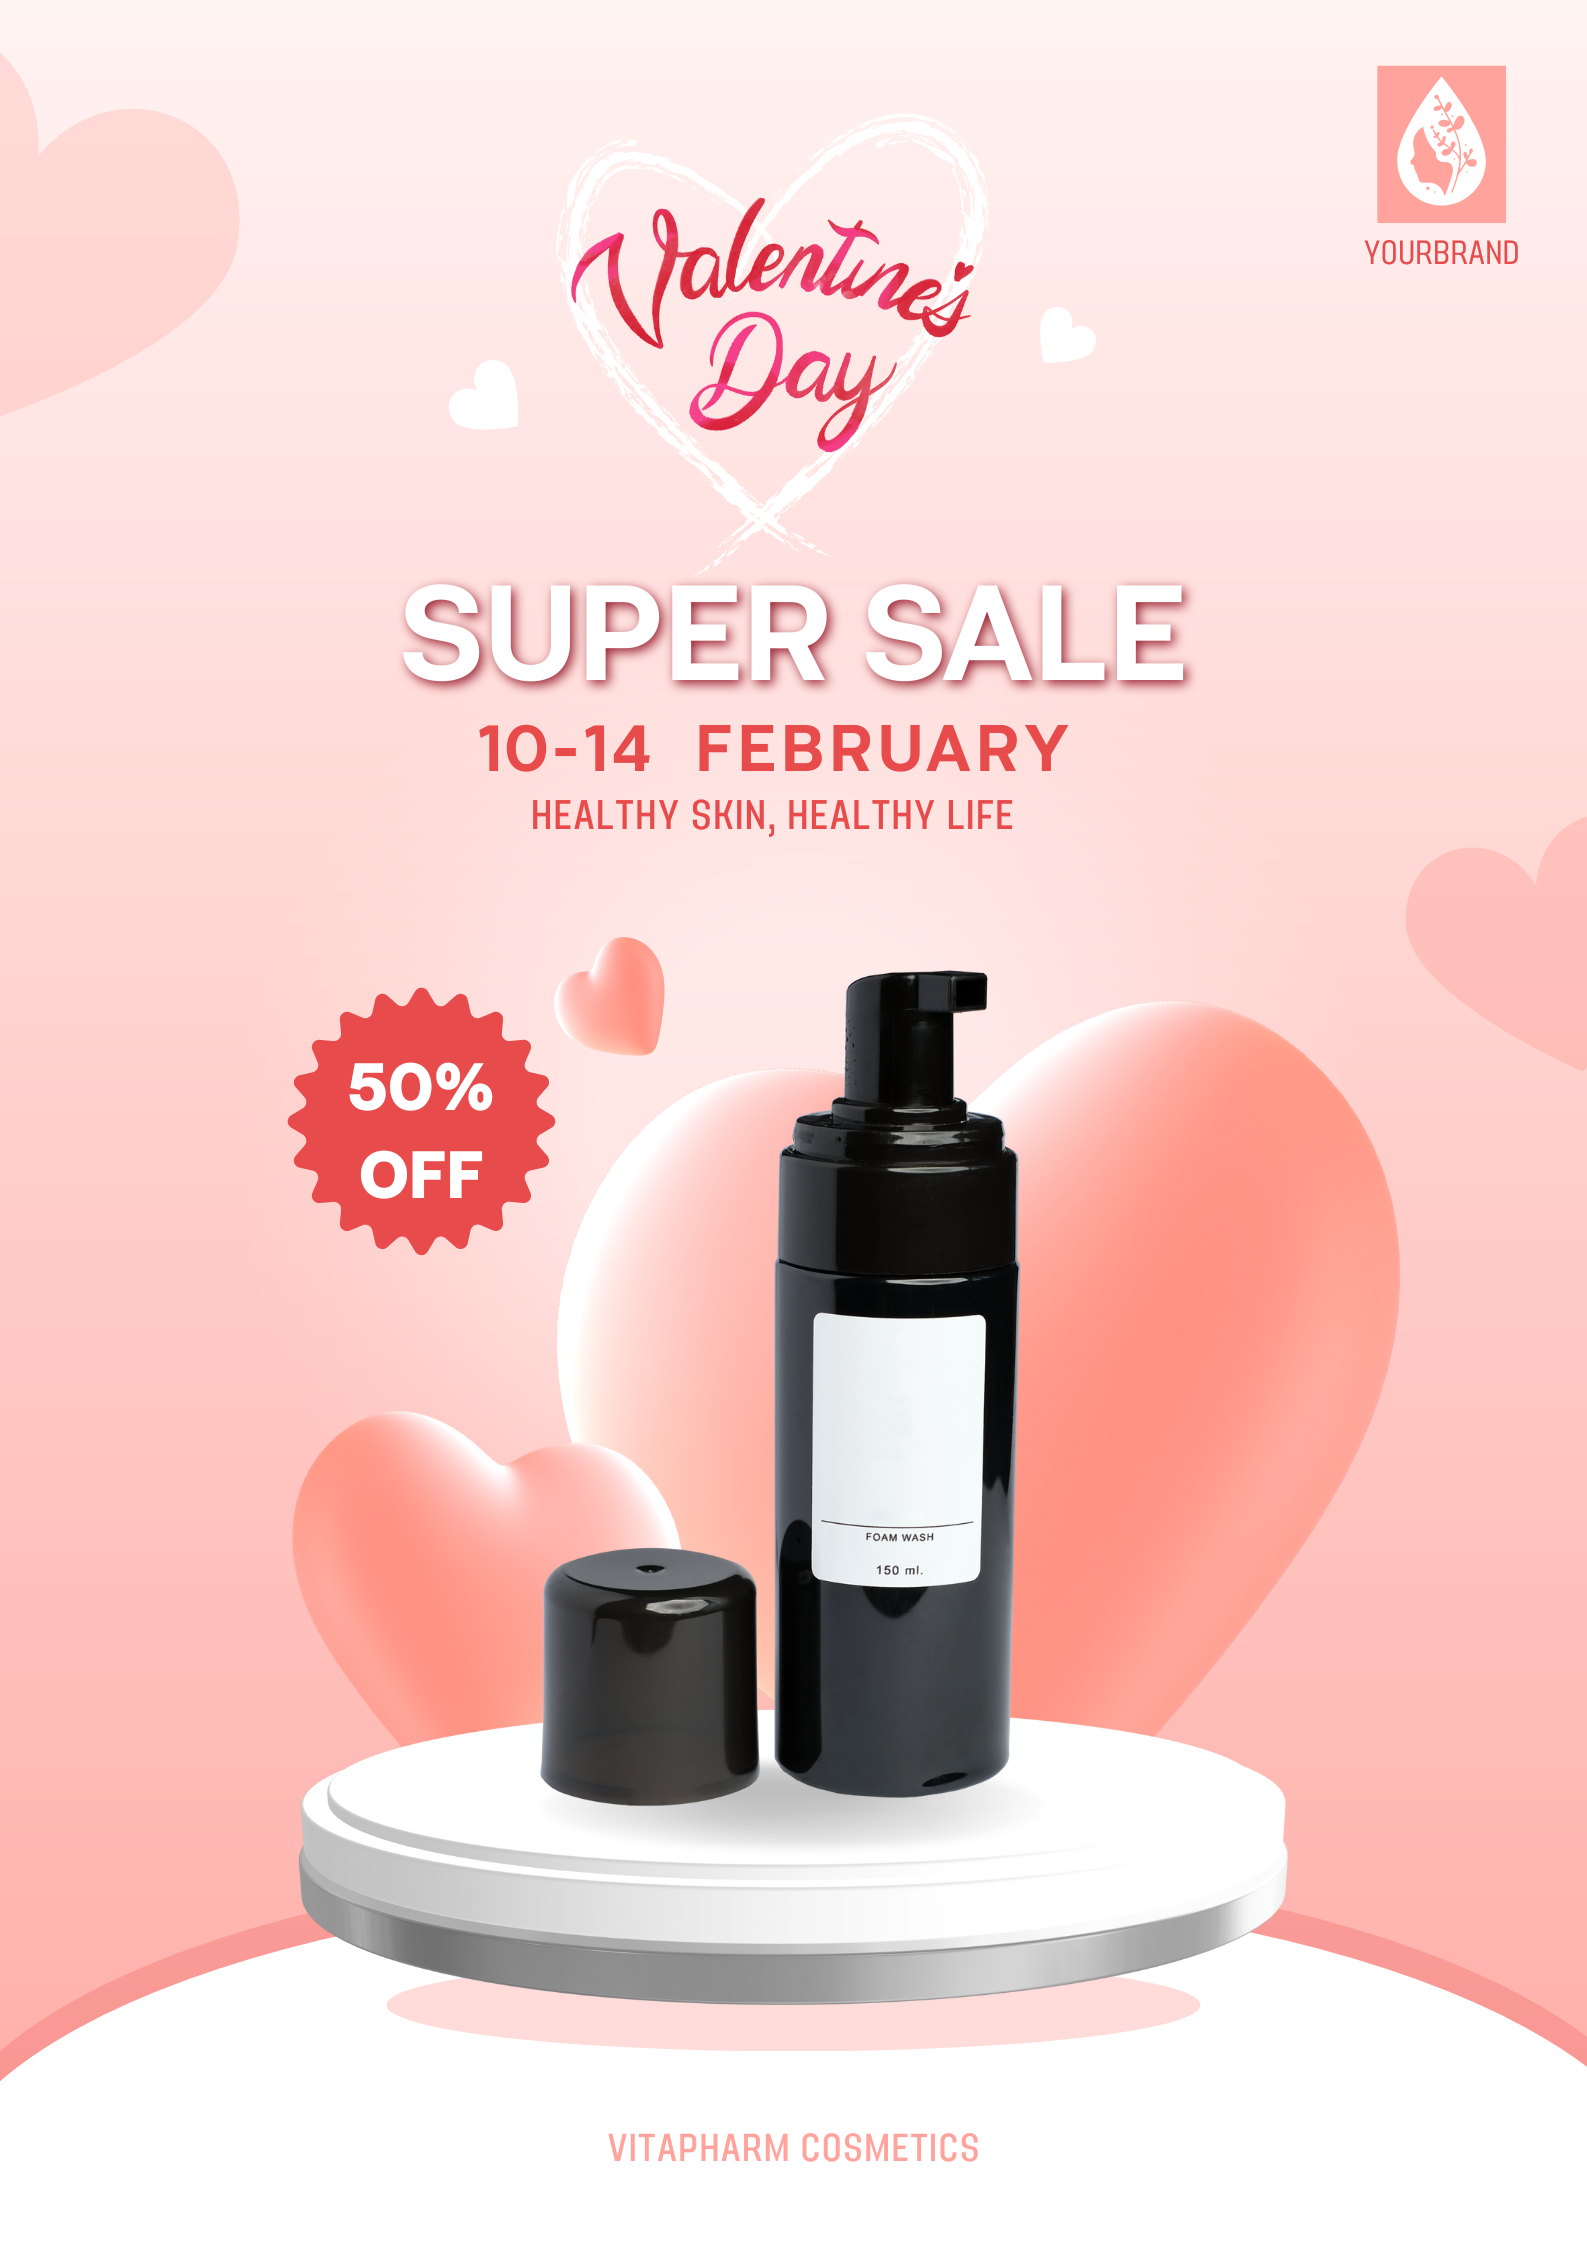 YOURBRAND
Valentine's
Day
SUPER SALE
10-14 FEBRUARY
HEALTHY SKIN, HEALTHY LIFE
50%
OFF
FOAM WASH
150 ml.
VITAPHARM COSMETICS